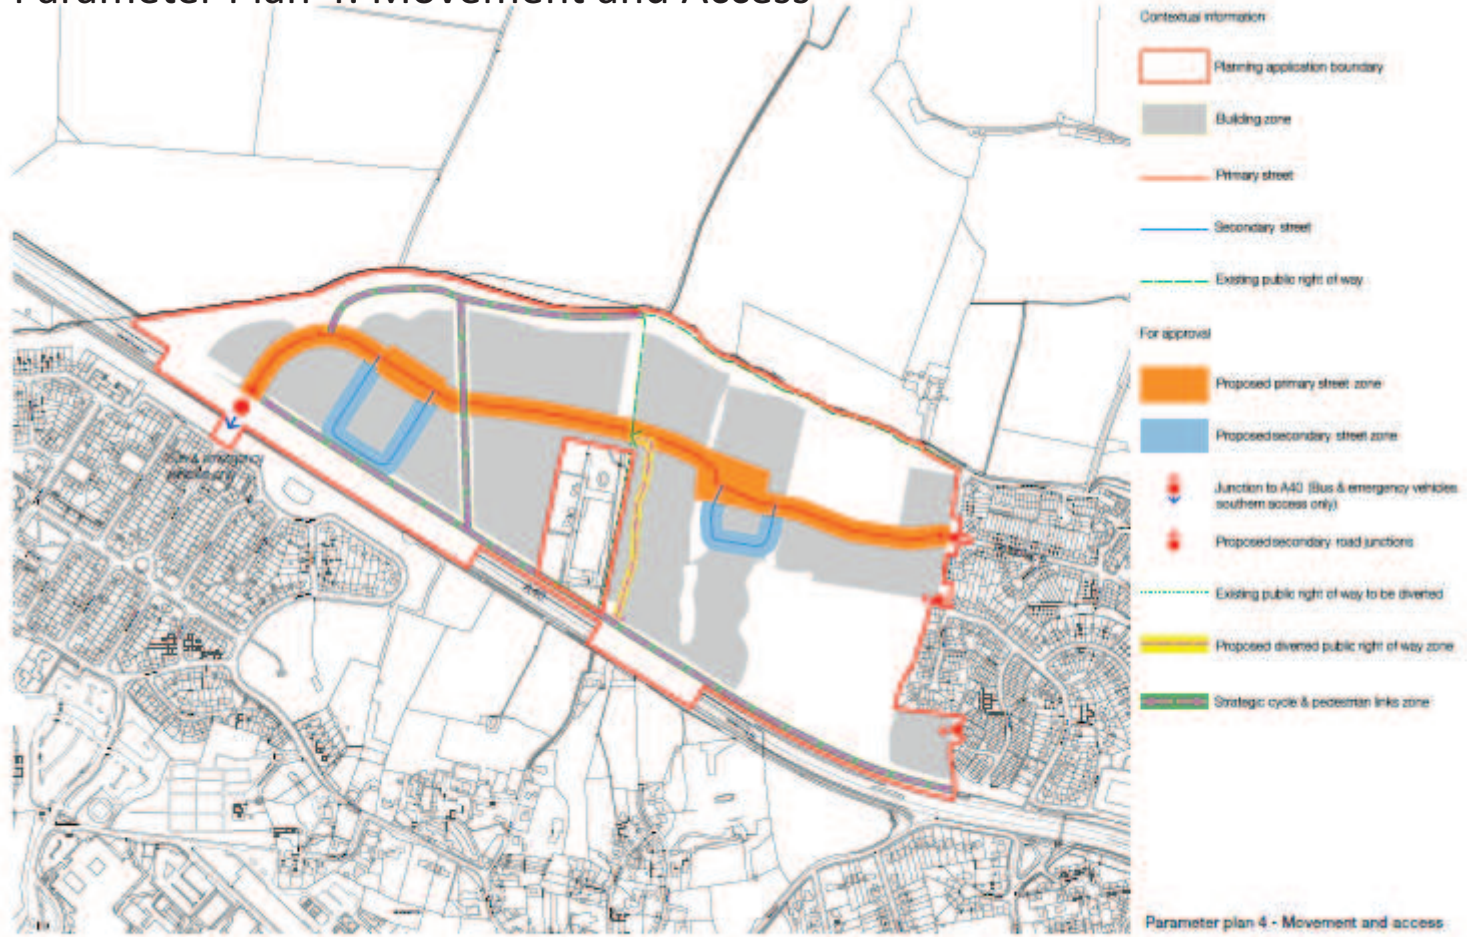 Parameter Plan 4: Movement and Access
Contextual information
Planning application boundary
Building zone
Primary street
Secondary street
Existing public right of way
For approval
Proposed primary street zone
Proposed secondary street zone
Junction to A40 (Bus & emergency vehicles
southern access only)
Proposed secondary road junctions
Existing public right of way to be diverted
Proposed diverted public right of way zone
Strategic cycle & pedestrian links zone
Parameter plan 4 - Movement and access
& emergency
A40